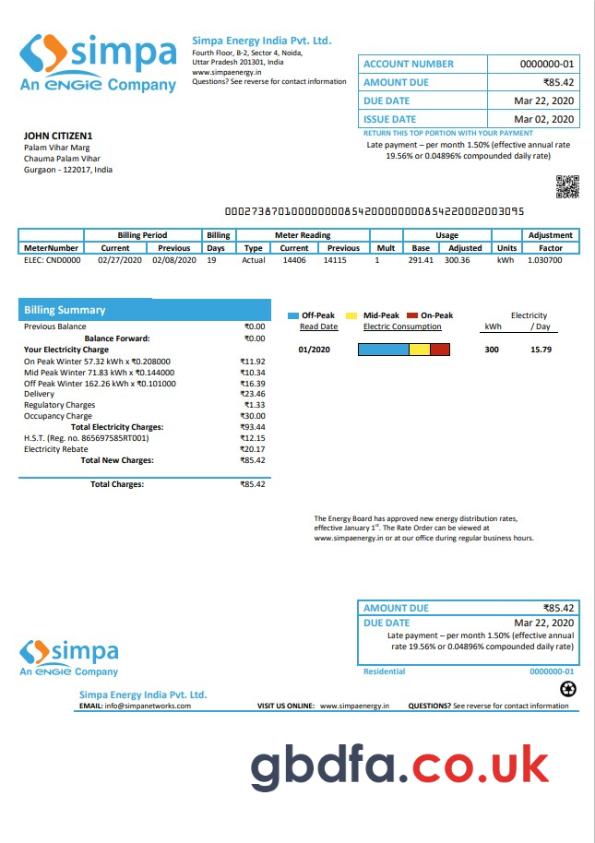 simpa
An ENGIE Company
Simpa Energy India Pvt. Ltd.
Fourth Floor, B-2, Sector 4, Noida,
Uttar Pradesh 201301, India
www.simpaenergy.in
Questions? See reverse for contact information
ACCOUNT NUMBER 0000000-01
AMOUNT DUE ₹85.42
DUE DATE Mar 22, 2020
ISSUE DATE Mar 02, 2020
RETURN THIS TOP PORTION WITH YOUR PAYMENT
Late payment – per month 1.50% (effective annual rate
19.56% or 0.04896% compounded daily rate)
JOHN CITIZEN1
Palam Vihar Marg
Chauma Palam Vihar
Gurgaon - 122017, India
Billing Period Billing Meter Reading Usage Adjustment
MeterNumber Current Previous Days Type Current Previous Mult Base Adjusted Units Factor
ELEC: CND0000 02/27/2020 02/08/2020 19 Actual 14406 14115 1 291.41 300.36 kWh 1.030700
Billing Summary
Previous Balance ₹0.00
Balance Forward: ₹0.00
Your Electricity Charge
On Peak Winter 57.32 kWh x ₹0.208000 ₹11.92
Mid Peak Winter 71.83 kWh x ₹0.144000 ₹10.34
Off Peak Winter 162.26 kWh x ₹0.101000 ₹16.39
Delivery ₹23.46
Regulatory Charges ₹1.33
Occupancy Charge ₹30.00
Total Electricity Charges: ₹93.44
H.S.T. (Reg. no. 865697585RT001) ₹12.15
Electricity Rebate ₹20.17
Total New Charges: ₹85.42
Total Charges: ₹85.42
Off-Peak Mid-Peak On-Peak Electricity
Read Date Electric Consumption kWh / Day
01/2020 300 15.79
The Energy Board has approved new energy distribution rates,
effective January 1st. The Rate Order can be viewed at
www.simpaenergy.in or at our office during regular business hours.
AMOUNT DUE ₹85.42
DUE DATE Mar 22, 2020
Late payment – per month 1.50% (effective annual
rate 19.56% or 0.04896% compounded daily rate)
Residential 0000000-01
simpa
An ENGIE Company
Simpa Energy India Pvt. Ltd.
EMAIL: info@simpanetworks.com VISIT US ONLINE: www.simpaenergy.in QUESTIONS? See reverse for contact information
gbdfa.co.uk